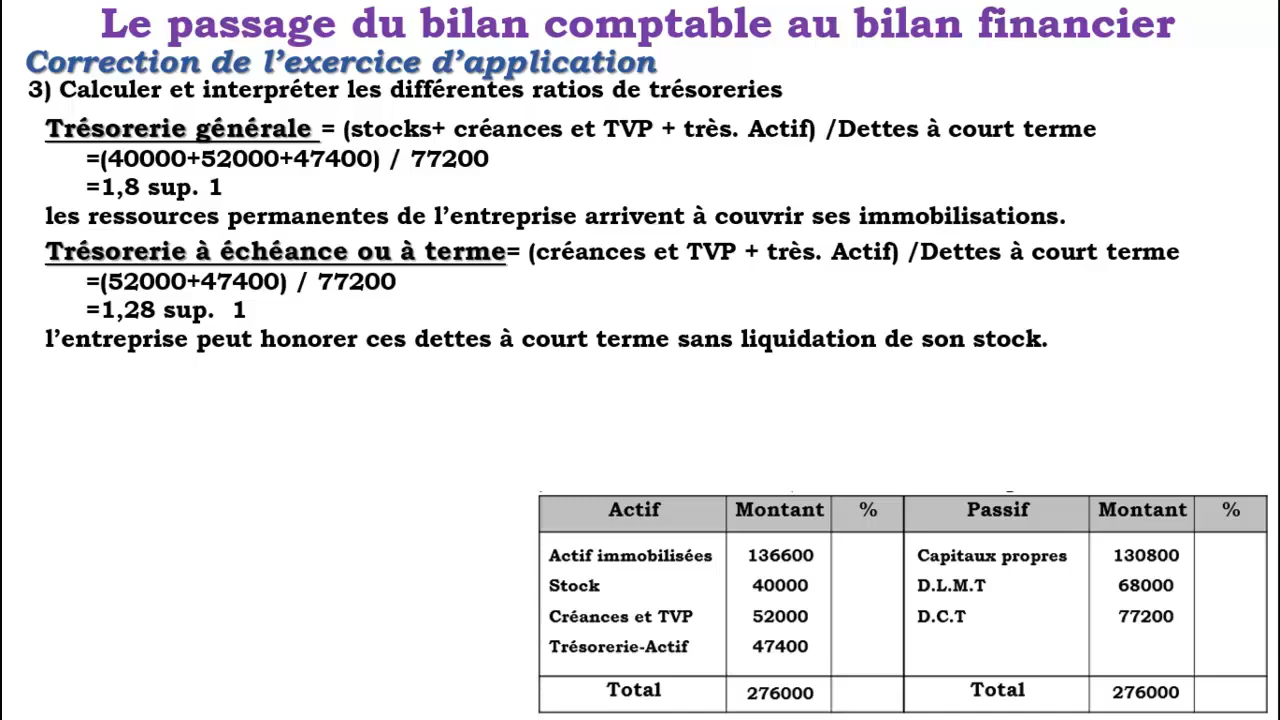 Le passage du bilan comptable au bilan financier
Correction de l’exercice d’application
3) Calculer et interpréter les différentes ratios de trésoreries
Trésorerie générale = (stocks+ créances et TVP + très. Actif) /Dettes à court terme
=(40000+52000+47400) / 77200
=1,8 sup. 1
les ressources permanentes de l’entreprise arrivent à couvrir ses immobilisations.
Trésorerie à échéance ou à terme= (créances et TVP + très. Actif) /Dettes à court terme
=(52000+47400) / 77200
=1,28 sup. 1
l’entreprise peut honorer ces dettes à court terme sans liquidation de son stock.
Actif Montant % Passif Montant %
Actif immobilisées 136600 Capitaux propres 130800
Stock 40000 D.L.M.T 68000
Créances et TVP 52000 D.C.T 77200
Trésorerie-Actif 47400
Total 276000 Total 276000